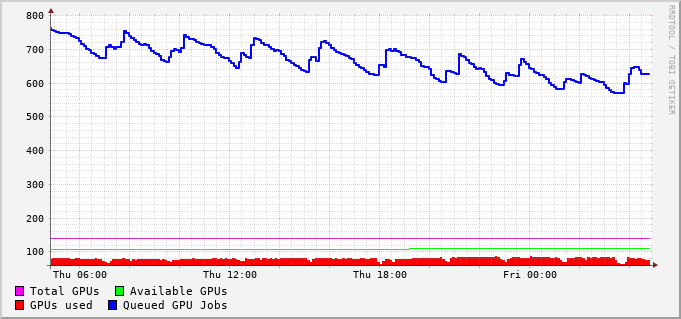 800
700
600
500
400
300
200
100
Thu 06:00 Thu 12:00 Thu 18:00 Fri 00:00
Total GPUs Available GPUs
GPUs used Queued GPU Jobs
RRDTOOL / TOBI OETIKER